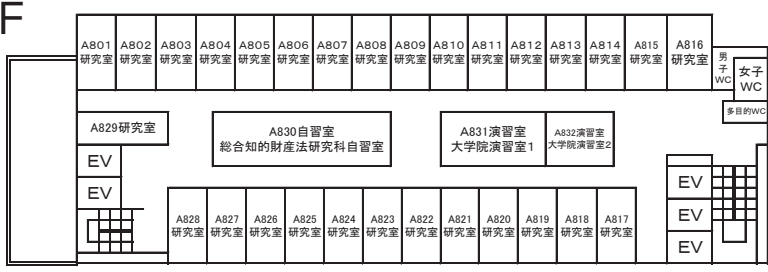 F
A801
研究室
A802
研究室
A803
研究室
A804
研究室
A805
研究室
A806
研究室
A807
研究室
A808
研究室
A809
研究室
A810
研究室
A811
研究室
A812
研究室
A813
研究室
A814
研究室
A815
研究室
A816
研究室
男子WC
女子
WC
多目的WC
A829研究室
A830自習室
総合知的財産法研究科自習室
A831演習室
大学院演習室1
A832演習室
大学院演習室2
EV
EV
EV
EV
EV
A828
研究室
A827
研究室
A826
研究室
A825
研究室
A824
研究室
A823
研究室
A822
研究室
A821
研究室
A820
研究室
A819
研究室
A818
研究室
A817
研究室